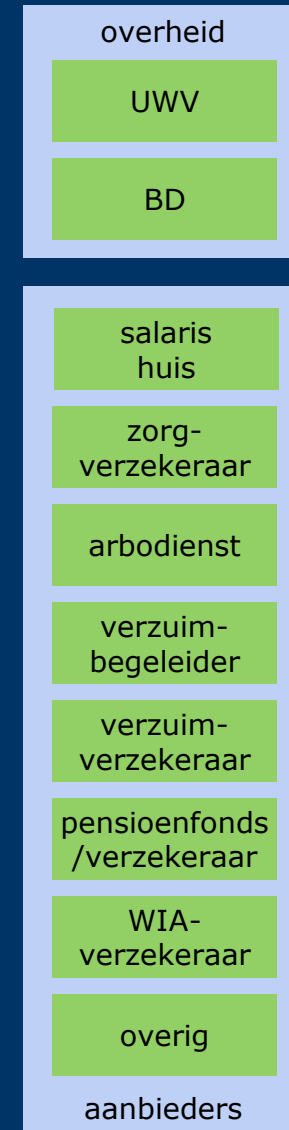 overheid
UWV
BD
salaris
huis
zorg-
verzekeraar
arbodienst
verzuim-
begeleider
verzuim-
verzekeraar
pensioenfonds
/verzekeraar
WIA-
verzekeraar
overig
aanbieders